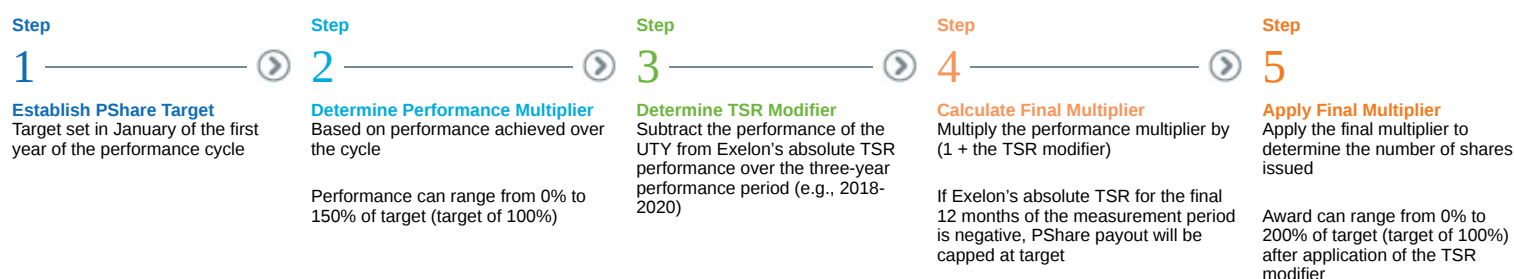 Step
1
Establish PShare Target
Target set in January of the first
year of the performance cycle
Step
2
Determine Performance Multiplier
Based on performance achieved over
the cycle
Performance can range from 0% to
150% of target (target of 100%)
Step
3
Determine TSR Modifier
Subtract the performance of the
UTY from Exelon's absolute TSR
performance over the three-year
performance period (e.g., 2018-
2020)
Step
4
Calculate Final Multiplier
Multiply the performance multiplier by
(1 + the TSR modifier)
If Exelon's absolute TSR for the final
12 months of the measurement period
is negative, PShare payout will be
capped at target
Step
5
Apply Final Multiplier
Apply the final multiplier to
determine the number of shares
issued
Award can range from 0% to
200% of target (target of 100%)
after application of the TSR
modifier